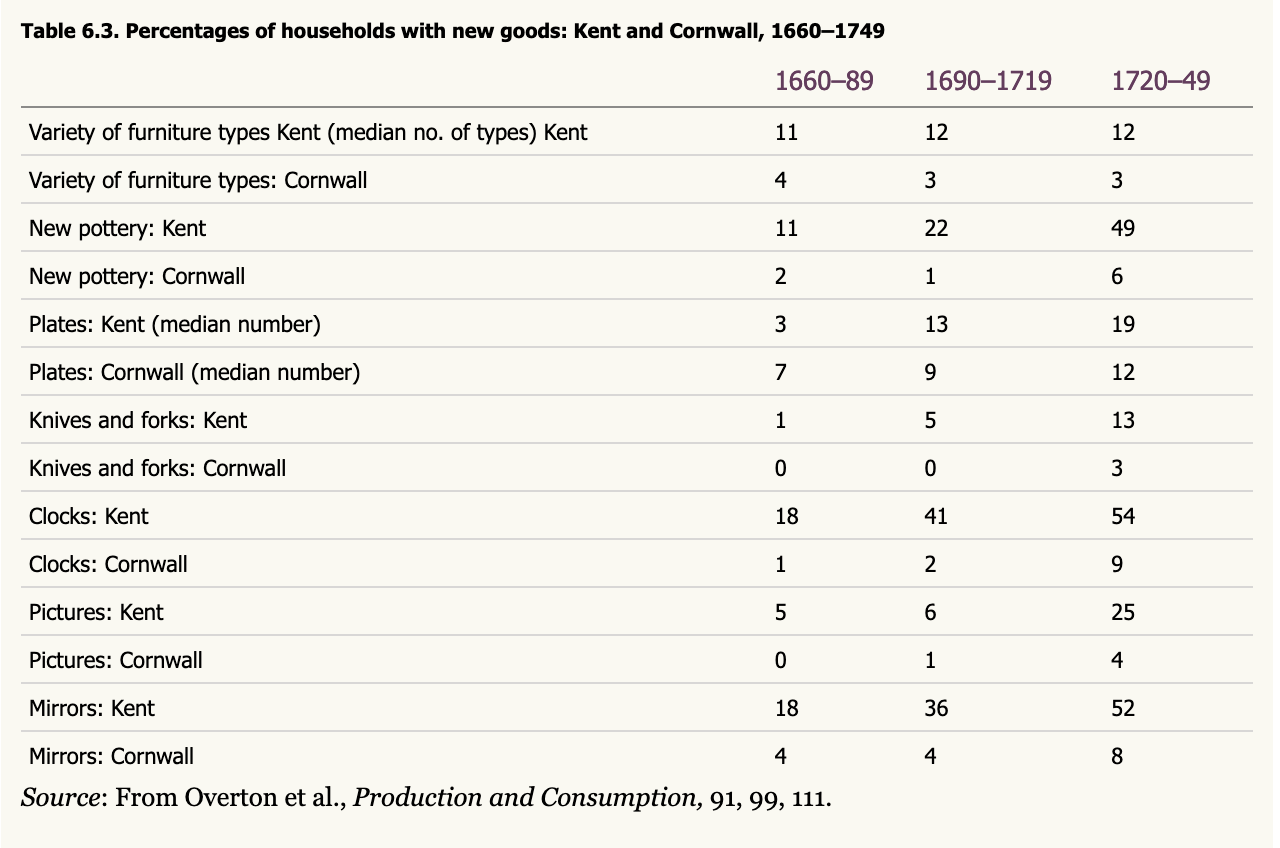 Table 6.3. Percentages of households with new goods: Kent and Cornwall, 1660–1749
1660–89 1690–1719 1720–49
Variety of furniture types Kent (median no. of types) Kent 11 12 12
Variety of furniture types: Cornwall 4 3 3
New pottery: Kent 11 22 49
New pottery: Cornwall 2 1 6
Plates: Kent (median number) 3 13 19
Plates: Cornwall (median number) 7 9 12
Knives and forks: Kent 1 5 13
Knives and forks: Cornwall 0 0 3
Clocks: Kent 18 41 54
Clocks: Cornwall 1 2 9
Pictures: Kent 5 6 25
Pictures: Cornwall 0 1 4
Mirrors: Kent 18 36 52
Mirrors: Cornwall 4 4 8
Source: From Overton et al., Production and Consumption, 91, 99, 111.